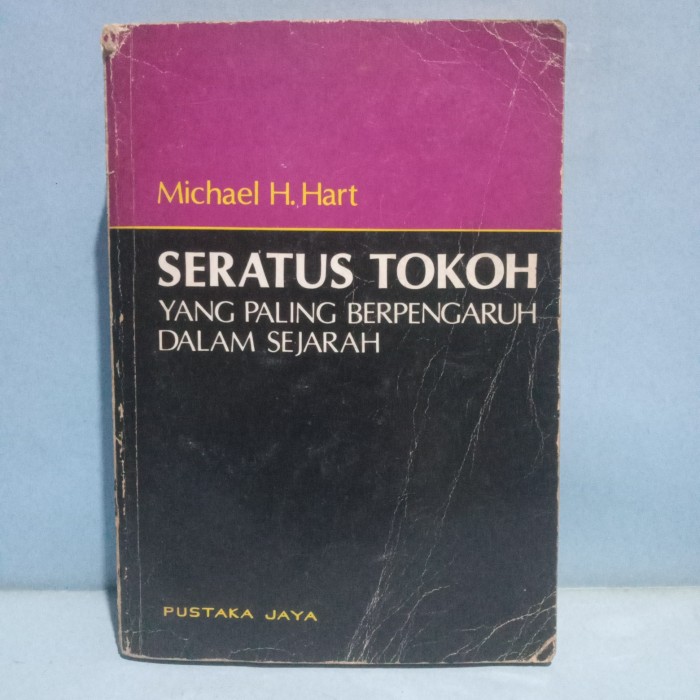 Michael H. Hart
SERATUS TOKOH
YANG PALING BERPENGARUH
DALAM SEJARAH
PUSTAKA JAYA